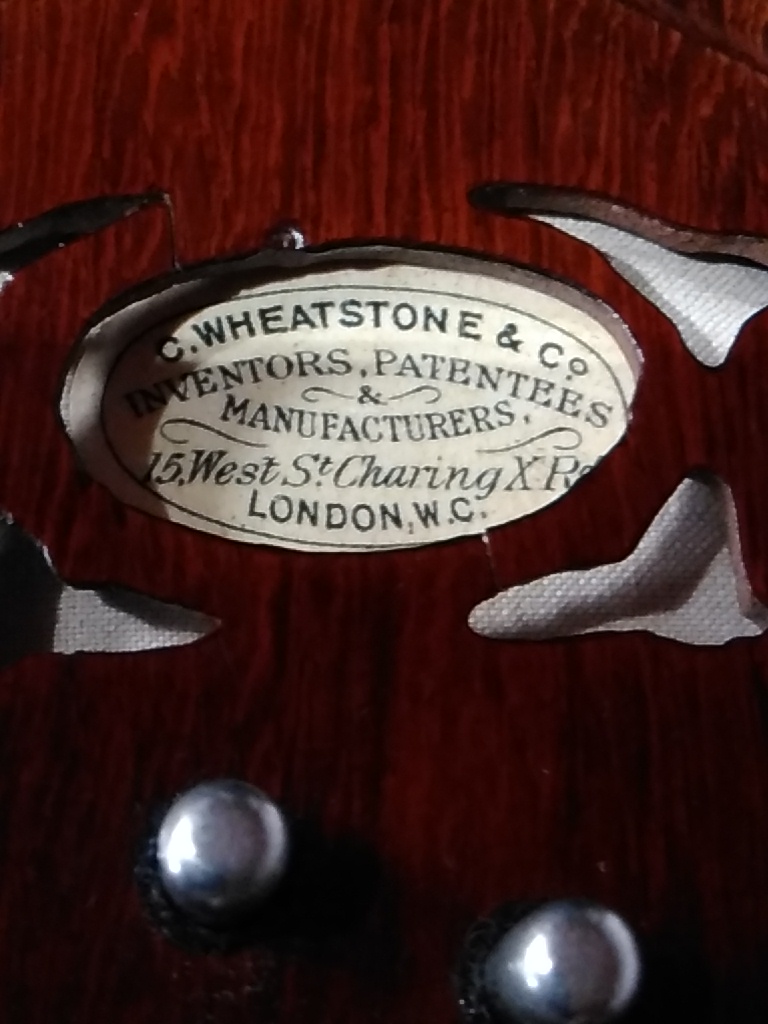 C. WHEATSTONE & Co
INVENTORS, PATENTEES
&
MANUFACTURERS.
15, West St Charing X
LONDON, W.C.